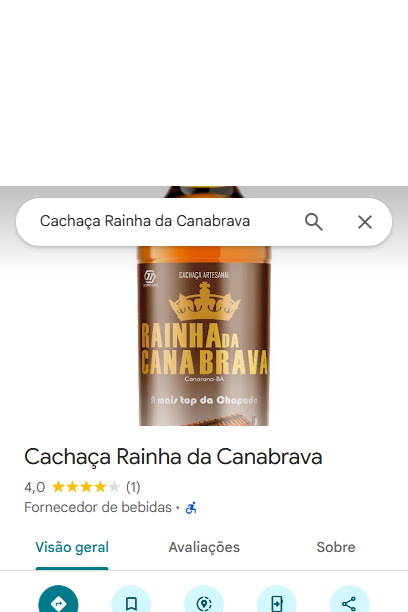 Cachaça Rainha da Canabrava
CACHAÇA ARTESANAL
RAINHA DA
CANA BRAVA
Canarana-BA
A mais top da Chapada
Cachaça Rainha da Canabrava
4,0 (1)
Fornecedor de bebidas ·
Visão geral
Avaliações
Sobre